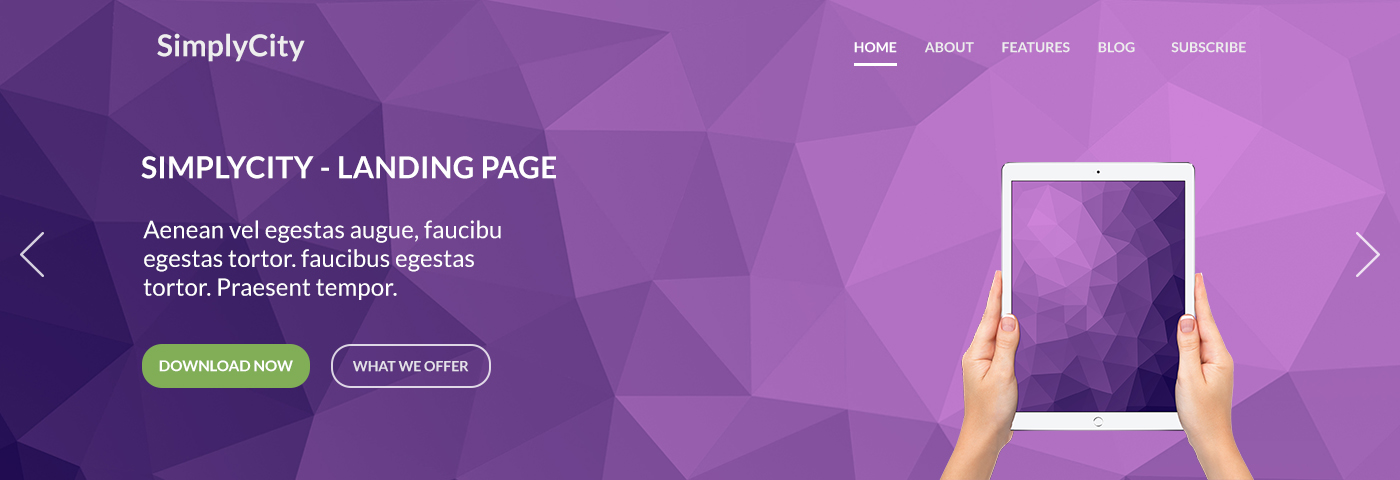 SimplyCity
HOME ABOUT FEATURES BLOG SUBSCRIBE
SIMPLYCITY - LANDING PAGE
Aenean vel egestas augue, faucibu
egestas tortor. faucibus egestas
tortor. Praesent tempor.
DOWNLOAD NOW WHAT WE OFFER